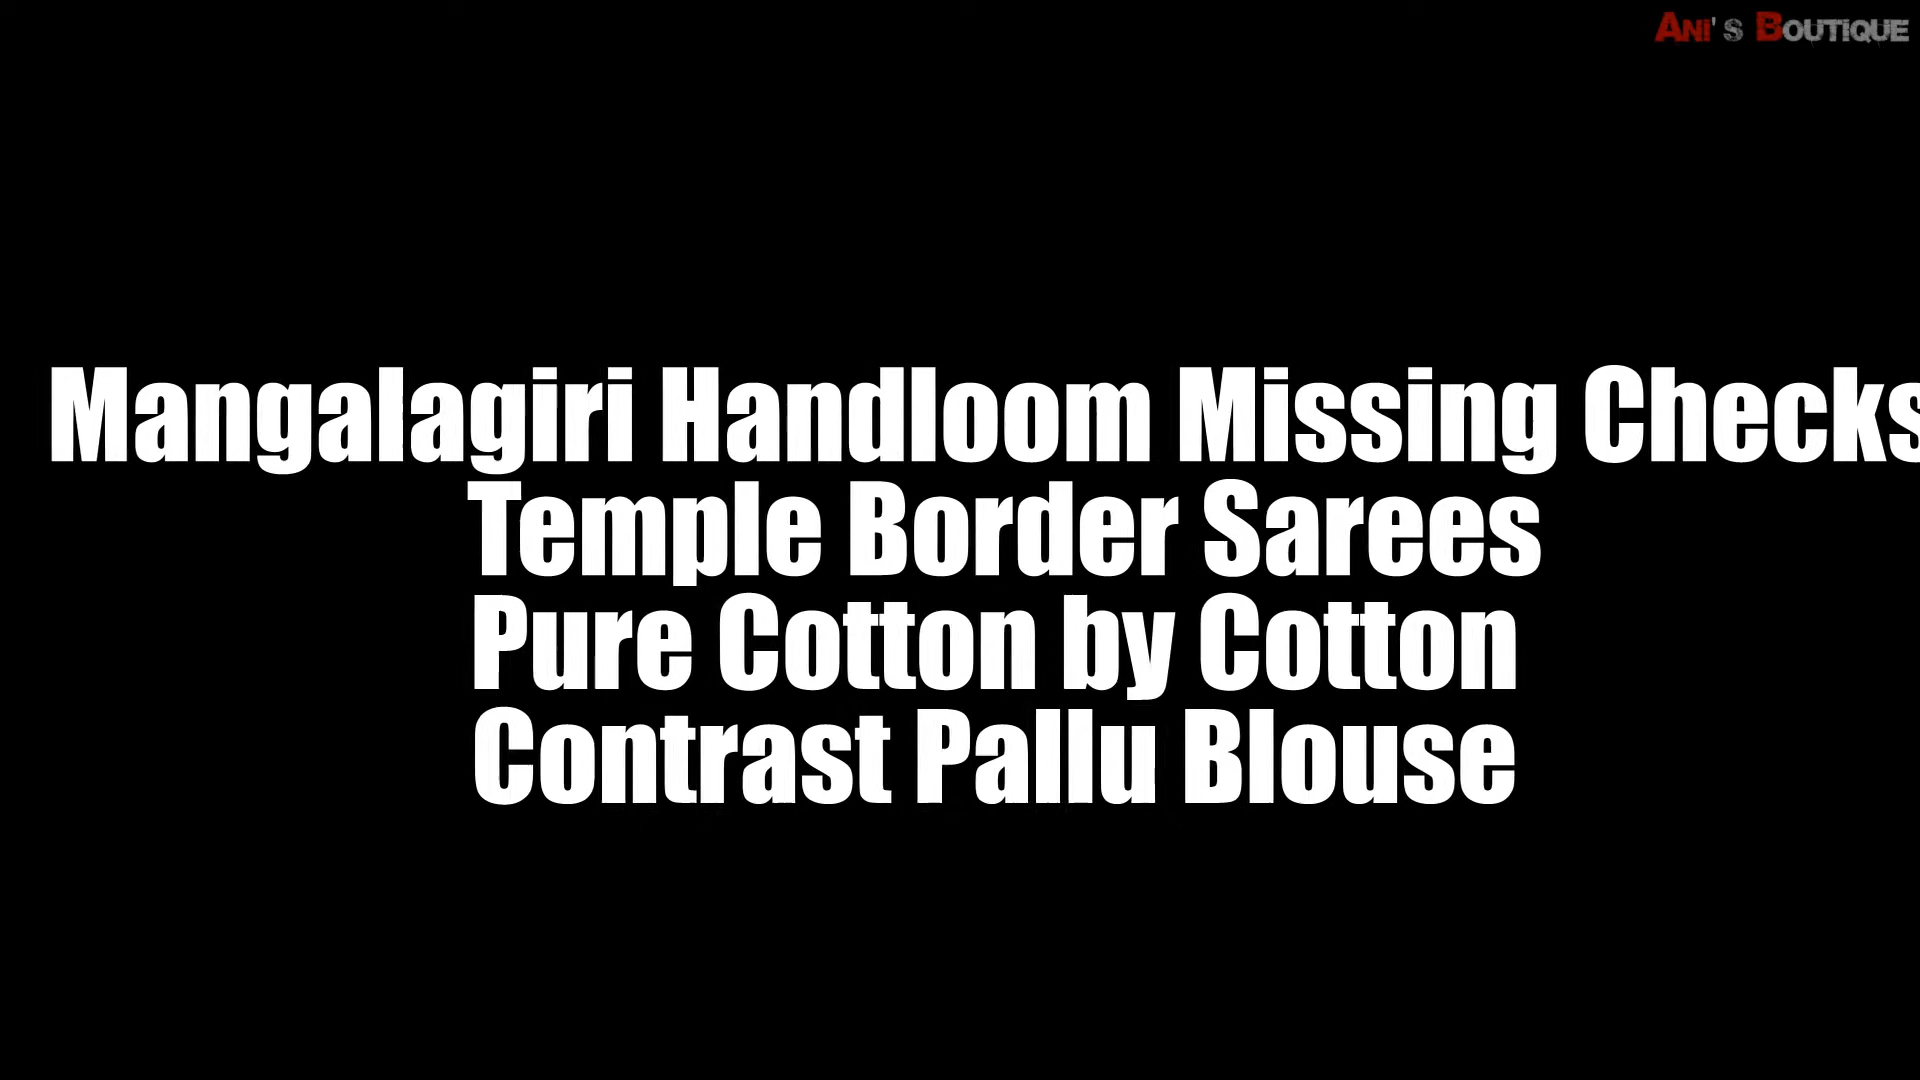 Ani's Boutique
Mangalagiri Handloom Missing Checks
Temple Border Sarees
Pure Cotton by Cotton
Contrast Pallu Blouse